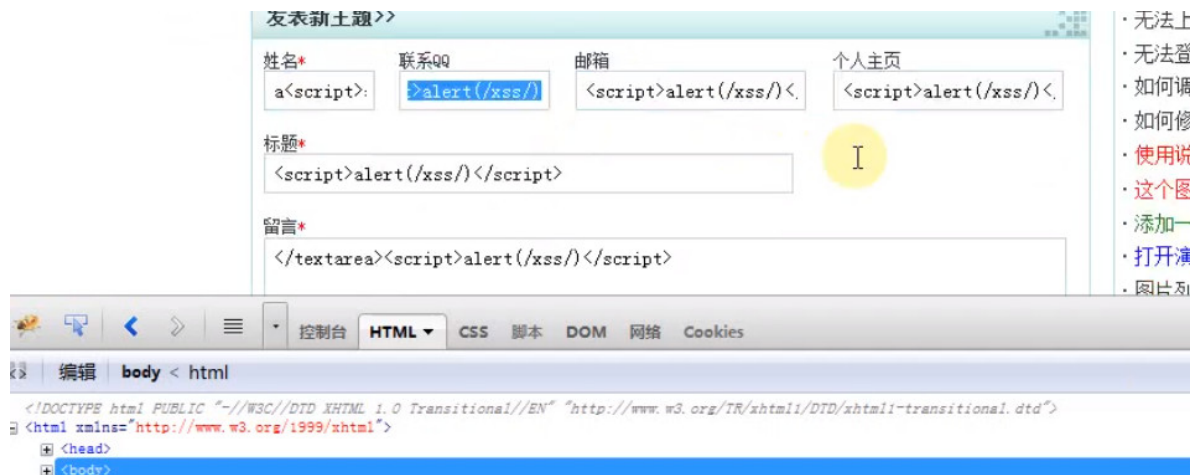 发表新主题>>
姓名*
联系QQ
邮箱
个人主页
a<script>:
>alert(/xss/)
<script>alert(/xss/)<
<script>alert(/xss/)<
标题*
<script>alert(/xss/)</script>
留言*
</textarea><script>alert(/xss/)</script>
·无法上
·无法登
·如何调
·如何修
·使用说
·这个图
·添加一
·打开演
·图片列
控制台
HTML
CSS
脚本
DOM
网络
Cookies
编辑
body < html
<!DOCTYPE html PUBLIC "-//W3C//DTD XHTML 1.0 Transitional//EN" "http://www.w3.org/TR/xhtml1/DTD/xhtml1-transitional.dtd">
<html xmlns="http://www.w3.org/1999/xhtml">
<head>
<body>